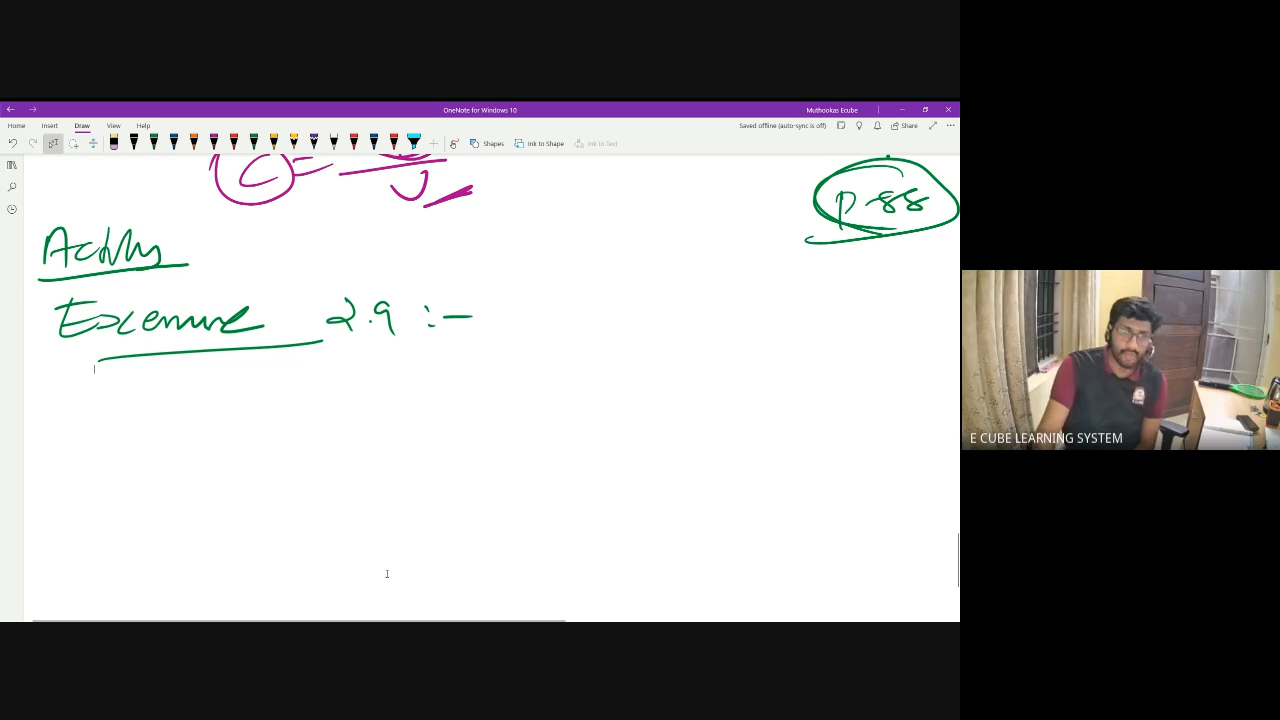 OneNote for Windows 10
Muthookas Ecube
Home Insert Draw View Help
Saved offline (auto-sync is off)
Share
Shapes
Ink to Shape
Ink to Text
C =
P-88
Activity
Exercise 2.9 :-
E CUBE LEARNING SYSTEM